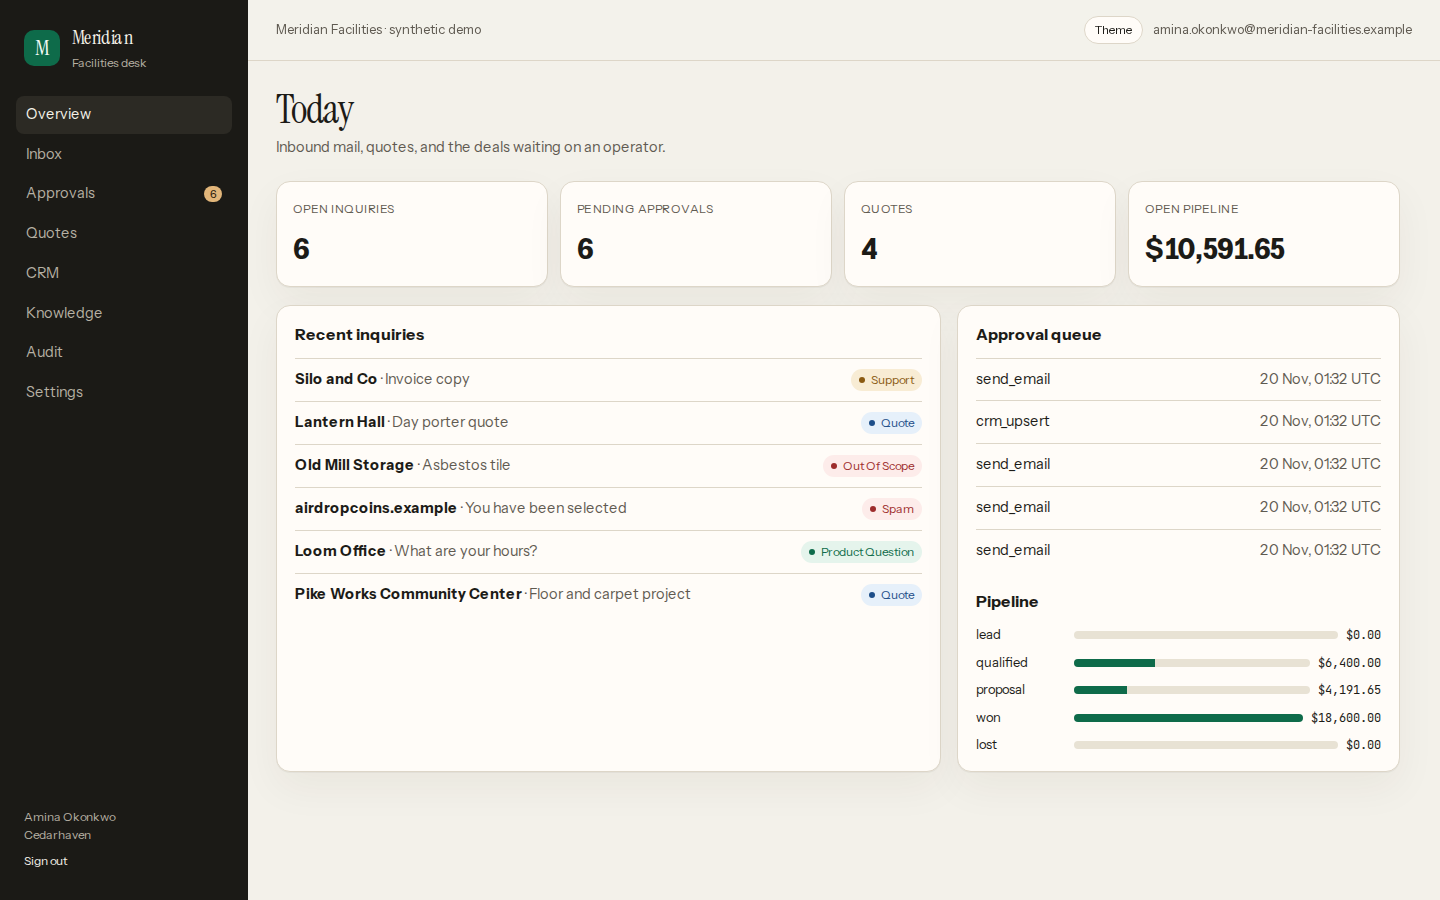 M
Meridian
Facilities desk
Overview
Inbox
Approvals 6
Quotes
CRM
Knowledge
Audit
Settings
Amina Okonkwo
Cedarhaven
Sign out
Meridian Facilities · synthetic demo
Theme
amina.okonkwo@meridian-facilities.example
Today
Inbound mail, quotes, and the deals waiting on an operator.
OPEN INQUIRIES
6
PENDING APPROVALS
6
QUOTES
4
OPEN PIPELINE
$10,591.65
Recent inquiries
Silo and Co · Invoice copy Support
Lantern Hall · Day porter quote Quote
Old Mill Storage · Asbestos tile Out Of Scope
airdropcoins.example · You have been selected Spam
Loom Office · What are your hours? Product Question
Pike Works Community Center · Floor and carpet project Quote
Approval queue
send_email 20 Nov, 01:32 UTC
crm_upsert 20 Nov, 01:32 UTC
send_email 20 Nov, 01:32 UTC
send_email 20 Nov, 01:32 UTC
send_email 20 Nov, 01:32 UTC
Pipeline
lead $0.00
qualified $6,400.00
proposal $4,191.65
won $18,600.00
lost $0.00